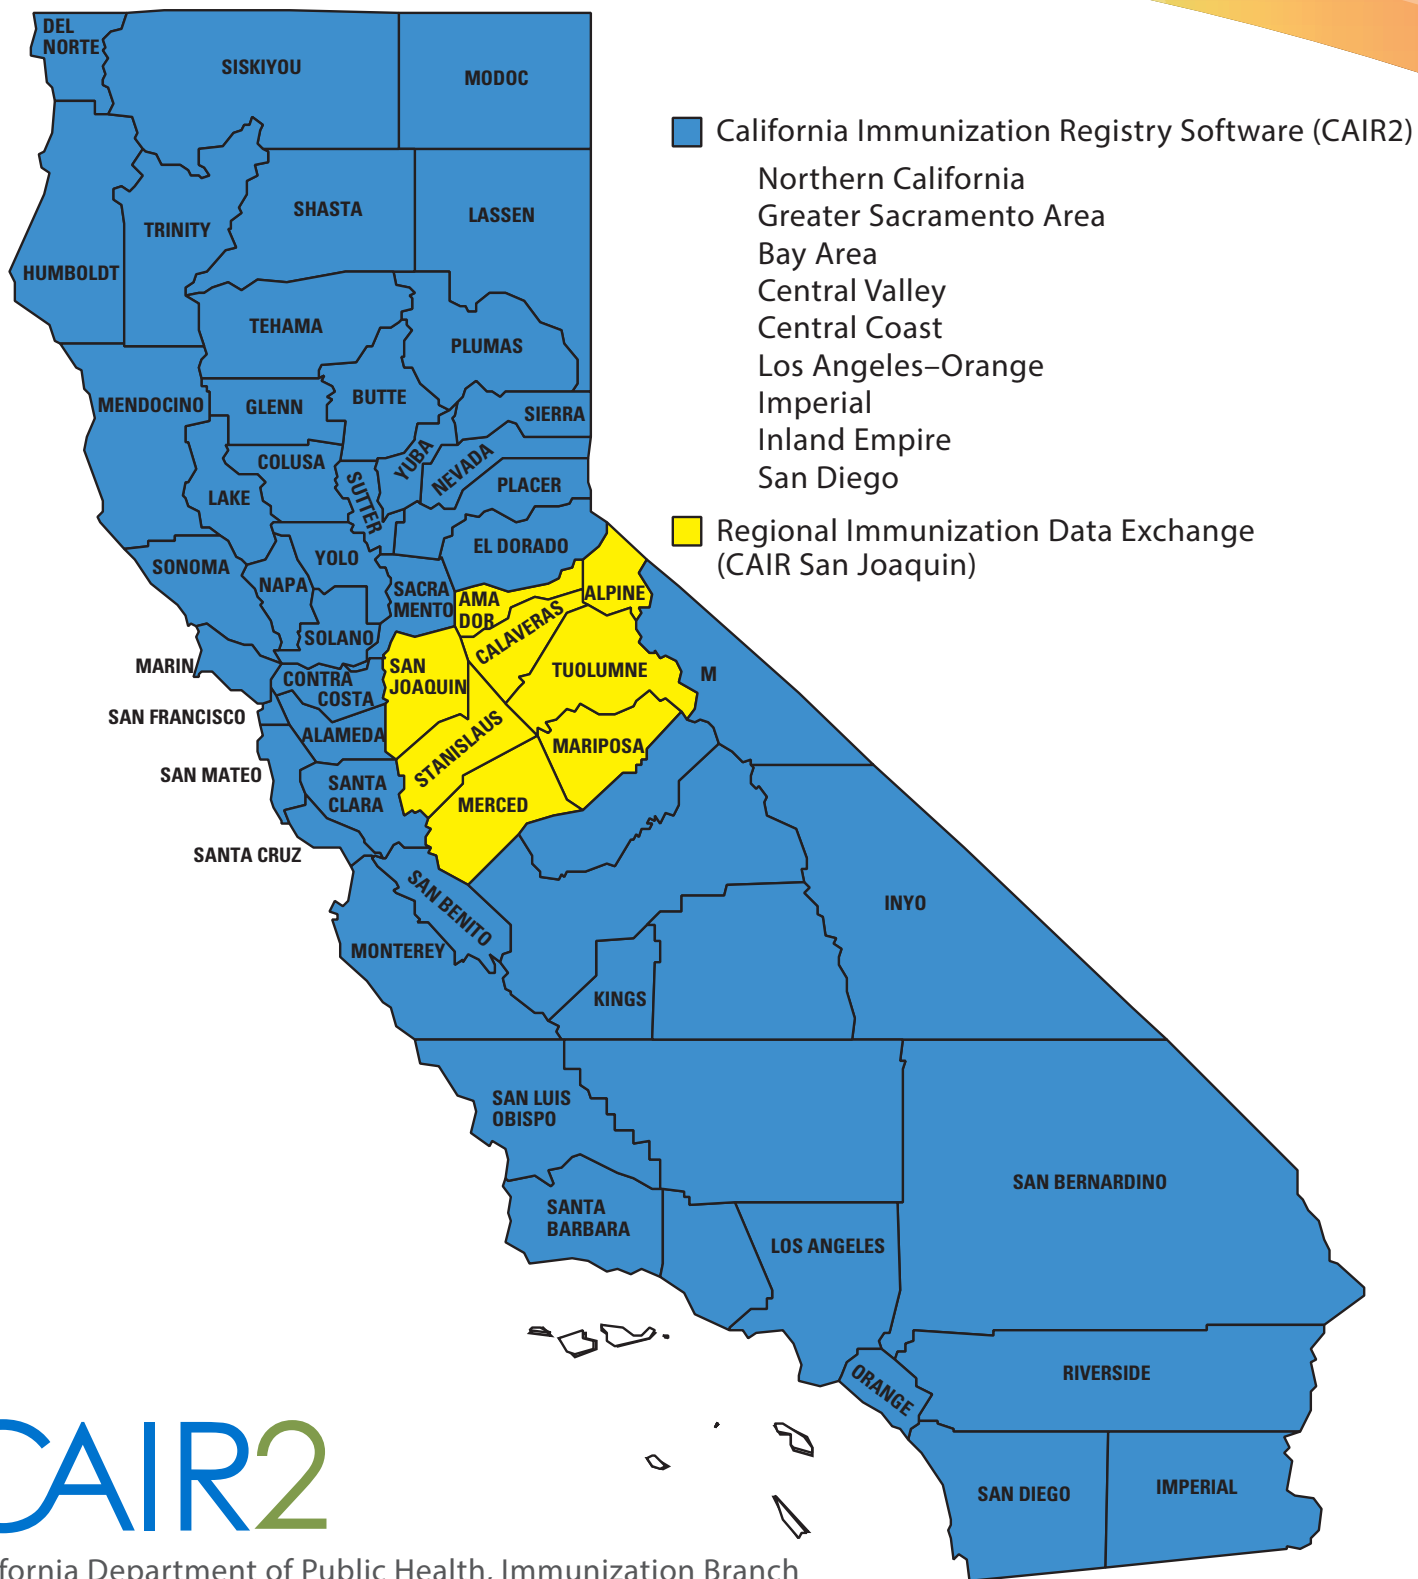 DEL
NORTE
SISKIYOU
MODOC
California Immunization Registry Software (CAIR2)
Northern California
Greater Sacramento Area
Bay Area
Central Valley
Central Coast
Los Angeles–Orange
Imperial
Inland Empire
San Diego
Regional Immunization Data Exchange
(CAIR San Joaquin)
HUMBOLDT
TRINITY
SHASTA
LASSEN
TEHAMA
PLUMAS
MENDOCINO
GLENN
BUTTE
SIERRA
COLUSA
YUBA
NEVADA
LAKE
SUTTER
PLACER
SONOMA
NAPA
YOLO
EL DORADO
SACRA
MENTO
AMA
DOR
ALPINE
CALAVERAS
SOLANO
MARIN
CONTRA
COSTA
SAN
JOAQUIN
TUOLUMNE
M
SAN FRANCISCO
ALAMEDA
STANISLAUS
MARIPOSA
SAN MATEO
SANTA
CLARA
MERCED
SANTA CRUZ
SAN BENITO
INYO
MONTEREY
KINGS
SAN LUIS
OBISPO
SAN BERNARDINO
SANTA
BARBARA
LOS ANGELES
ORANGE
RIVERSIDE
SAN DIEGO
IMPERIAL
CAIR2
ifornia Department of Public Health, Immunization Branch